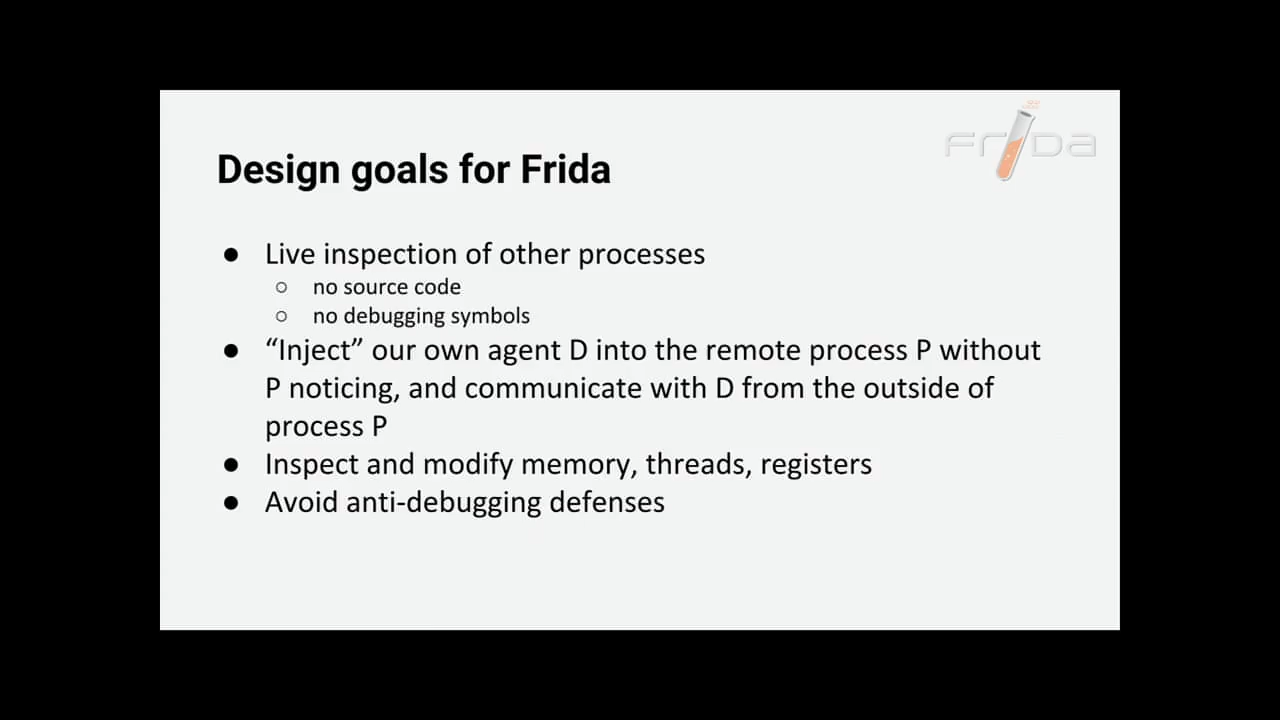 FRIDA
Design goals for Frida
● Live inspection of other processes
○ no source code
○ no debugging symbols
● “Inject” our own agent D into the remote process P without
P noticing, and communicate with D from the outside of
process P
● Inspect and modify memory, threads, registers
● Avoid anti-debugging defenses